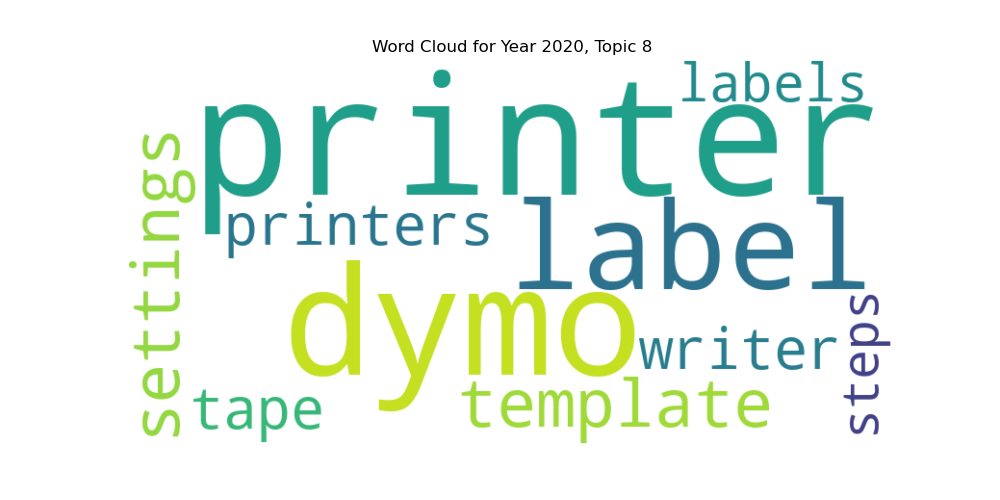 Word Cloud for Year 2020, Topic 8
labels
printer
settings
printers
label
dymo
writer
steps
tape
template